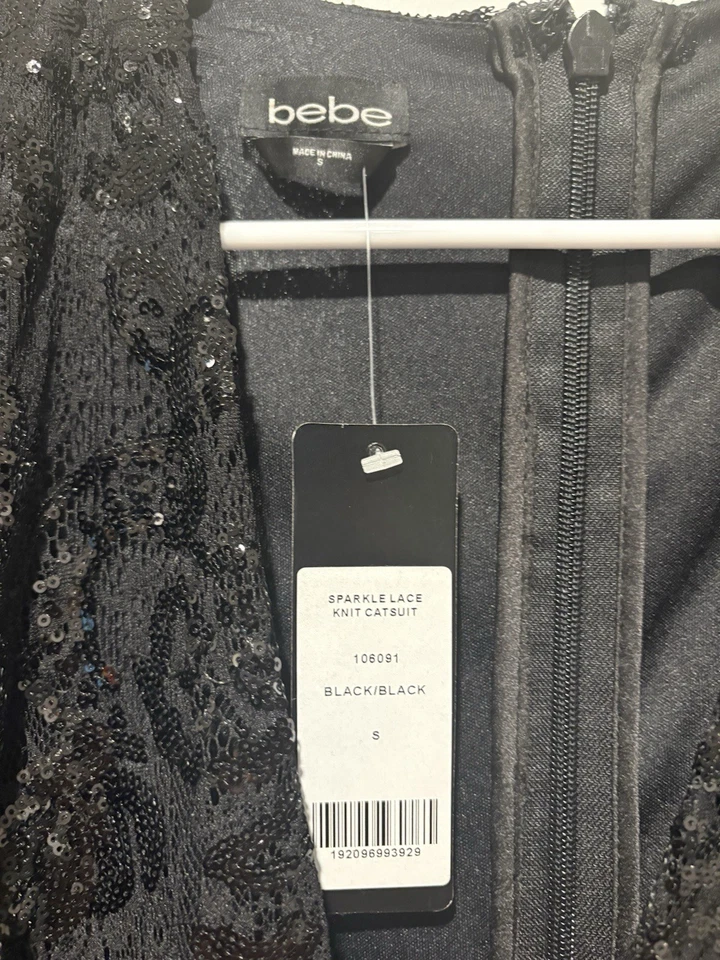 bebe
MADE IN CHINA
S
SPARKLE LACE
KNIT CATSUIT
106091
BLACK/BLACK
S
192096993929